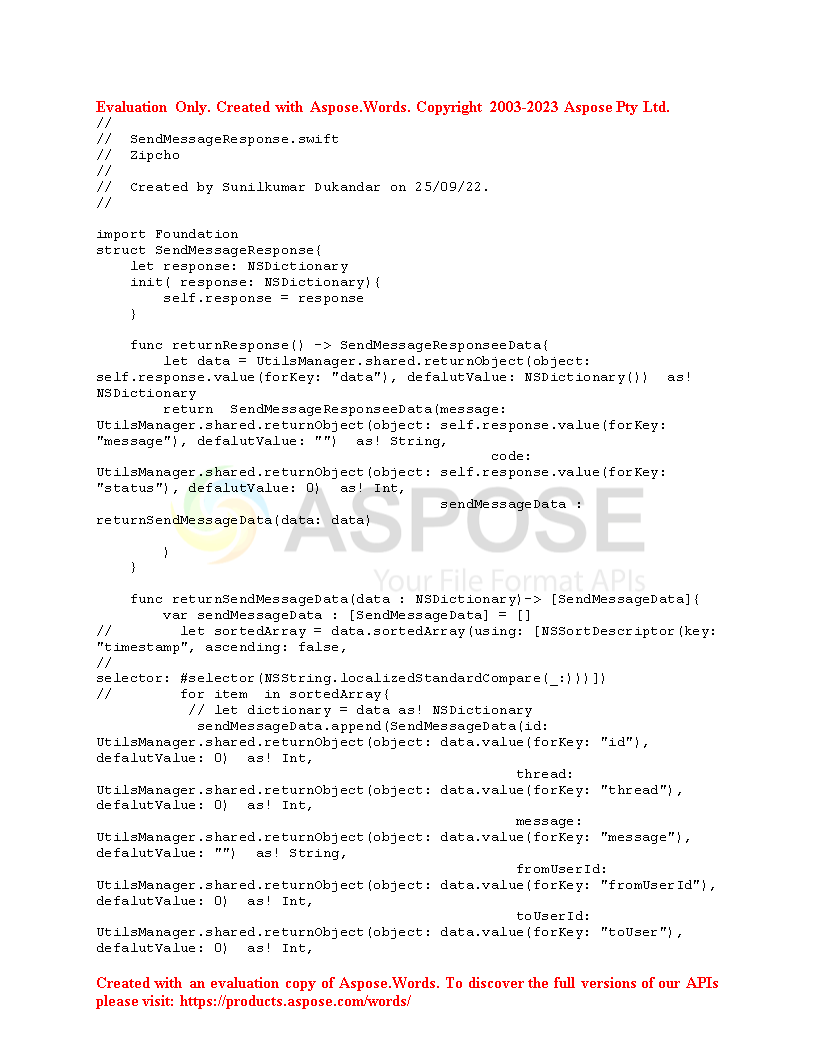 Evaluation Only. Created with Aspose.Words. Copyright 2003-2023 Aspose Pty Ltd.
//
//  SendMessageResponse.swift
//  Zipcho
//
//  Created by Sunilkumar Dukandar on 25/09/22.
//

import Foundation
struct SendMessageResponse{
    let response: NSDictionary
    init( response: NSDictionary){
        self.response = response
    }

    func returnResponse() -> SendMessageResponseeData{
        let data = UtilsManager.shared.returnObject(object:
self.response.value(forKey: "data"), defalutValue: NSDictionary())  as!
NSDictionary
        return  SendMessageResponseeData(message:
UtilsManager.shared.returnObject(object: self.response.value(forKey:
"message"), defalutValue: "")  as! String,
                                               code:
UtilsManager.shared.returnObject(object: self.response.value(forKey:
"status"), defalutValue: 0)  as! Int,
                                         sendMessageData :
returnSendMessageData(data: data)
ASPOSE
        )
    }
Your File Format APIs
    func returnSendMessageData(data : NSDictionary)-> [SendMessageData]{
        var sendMessageData : [SendMessageData] = []
//        let sortedArray = data.sortedArray(using: [NSSortDescriptor(key:
"timestamp", ascending: false,
//
selector: #selector(NSString.localizedStandardCompare(_:)))])
//        for item  in sortedArray{
           // let dictionary = data as! NSDictionary
            sendMessageData.append(SendMessageData(id:
UtilsManager.shared.returnObject(object: data.value(forKey: "id"),
defalutValue: 0)  as! Int,
                                                  thread:
UtilsManager.shared.returnObject(object: data.value(forKey: "thread"),
defalutValue: 0)  as! Int,
                                                  message:
UtilsManager.shared.returnObject(object: data.value(forKey: "message"),
defalutValue: "")  as! String,
                                                  fromUserId:
UtilsManager.shared.returnObject(object: data.value(forKey: "fromUserId"),
defalutValue: 0)  as! Int,
                                                  toUserId:
UtilsManager.shared.returnObject(object: data.value(forKey: "toUser"),
defalutValue: 0)  as! Int,

Created with an evaluation copy of Aspose.Words. To discover the full versions of our APIs
please visit: https://products.aspose.com/words/